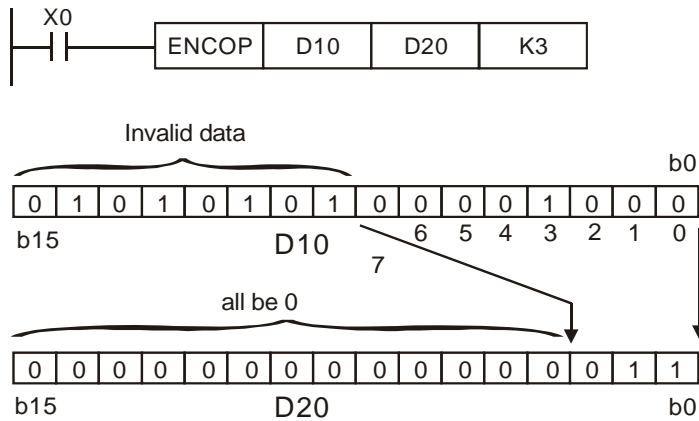 X0
ENCOP D10 D20 K3
Invalid data
b0
0 1 0 1 0 1 0 1 0 0 0 0 1 0 0 0
b15 D10 7 6 5 4 3 2 1 0
all be 0
0 0 0 0 0 0 0 0 0 0 0 0 0 0 1 1
b15 D20 b0